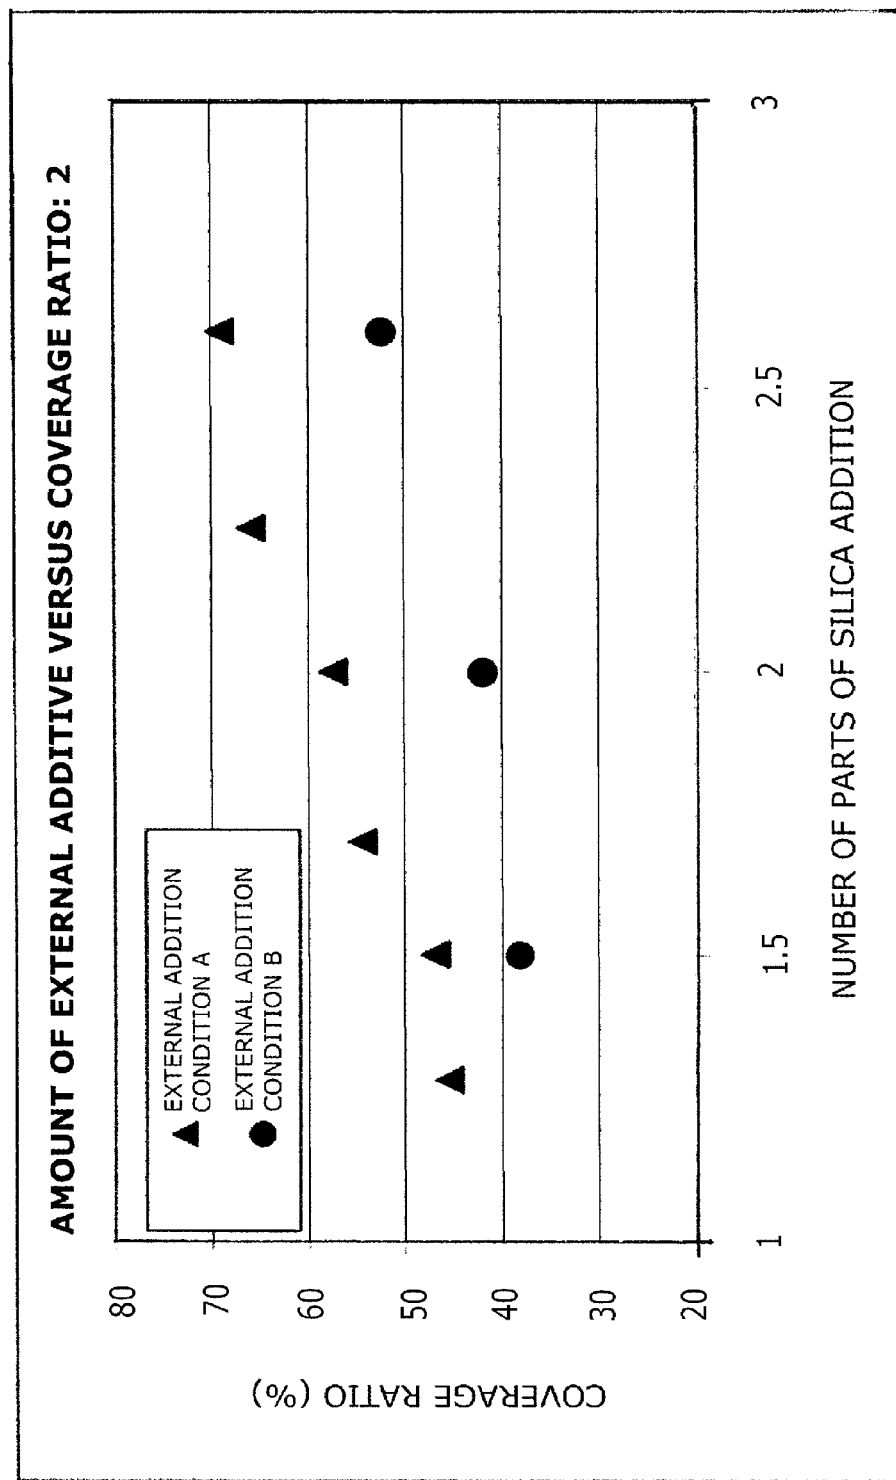 AMOUNT OF EXTERNAL ADDITIVE VERSUS COVERAGE RATIO: 2
COVERAGE RATIO (%)
80
70
60
50
40
30
20
EXTERNAL ADDITION
CONDITION A
EXTERNAL ADDITION
CONDITION B
1
1.5
2
2.5
3
NUMBER OF PARTS OF SILICA ADDITION